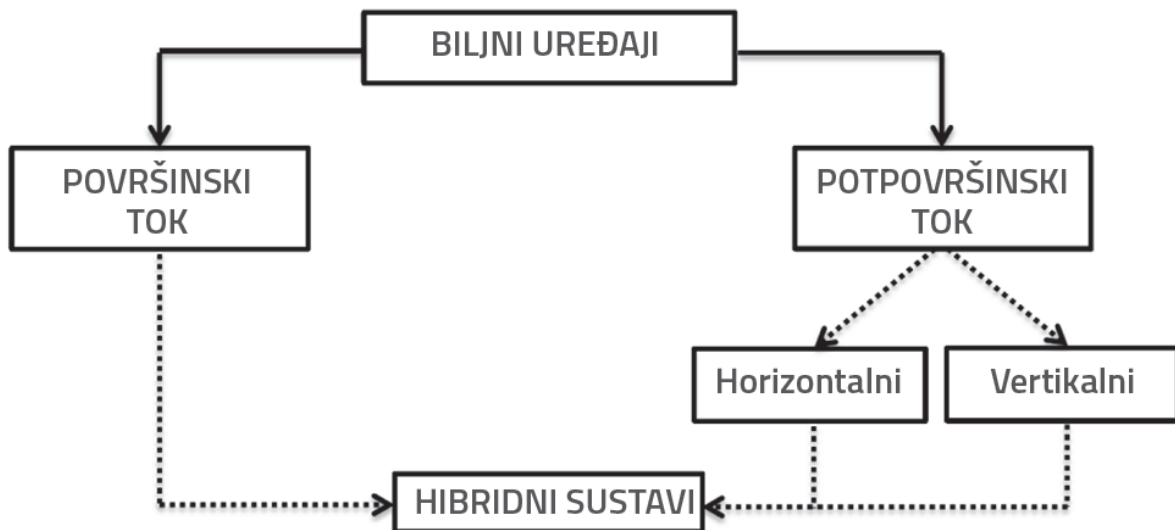 BILJNI UREĐAJI
POVRŠINSKI
TOK
POTPOVRŠINSKI
TOK
Horizontalni
Vertikalni
HIBRIDNI SUSTAVI